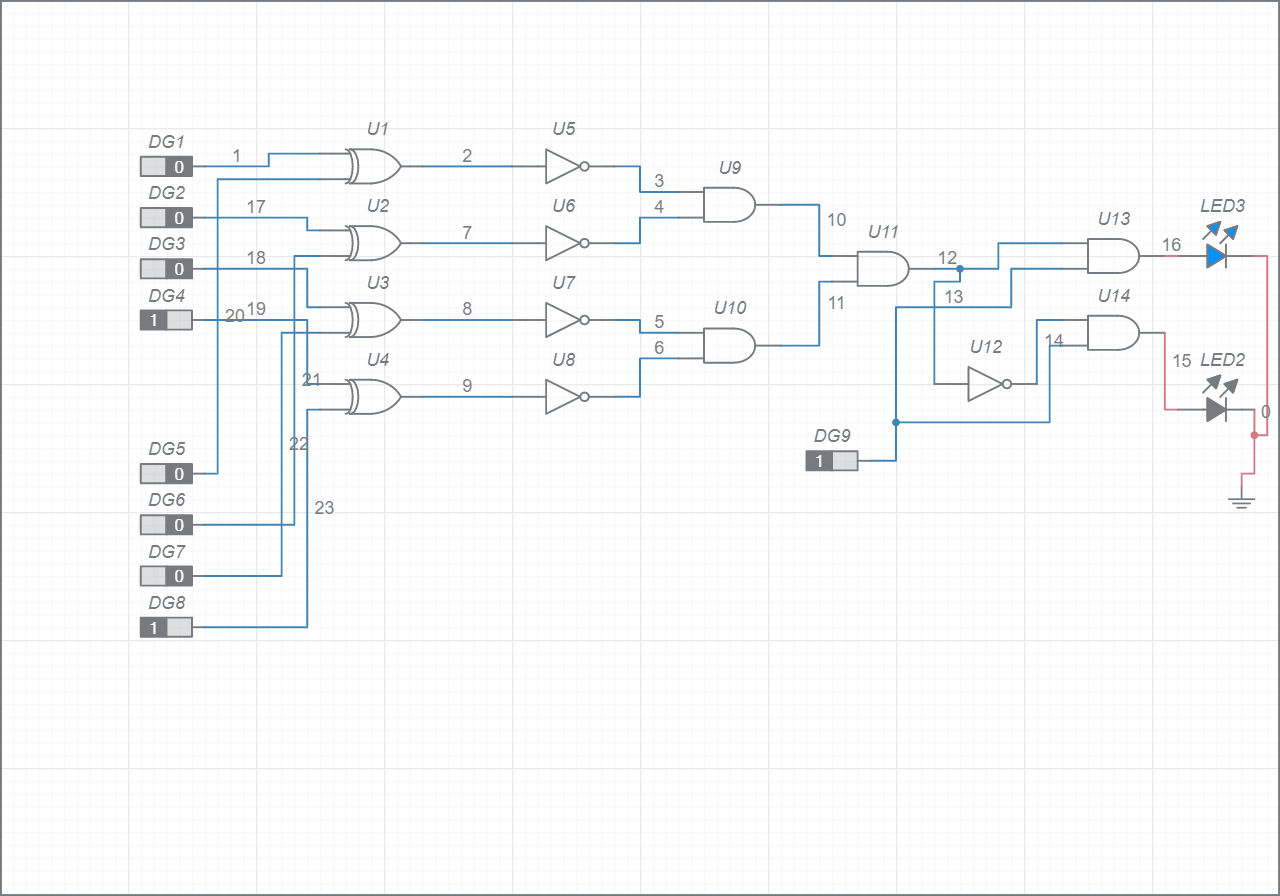 U1 U5
DG1 1 2 U9
0 3
DG2 17 U2 U6 4 LED3
0 7 10 U13
DG3 18 U11 12 16
0 U3 U7 13 U14
DG4 20 19 8 5 U10 11
1 U4 U8 6 U12 14 15 LED2
21 9 0
DG5 22 DG9
0 1
DG6 23
0
DG7
0
DG8
1